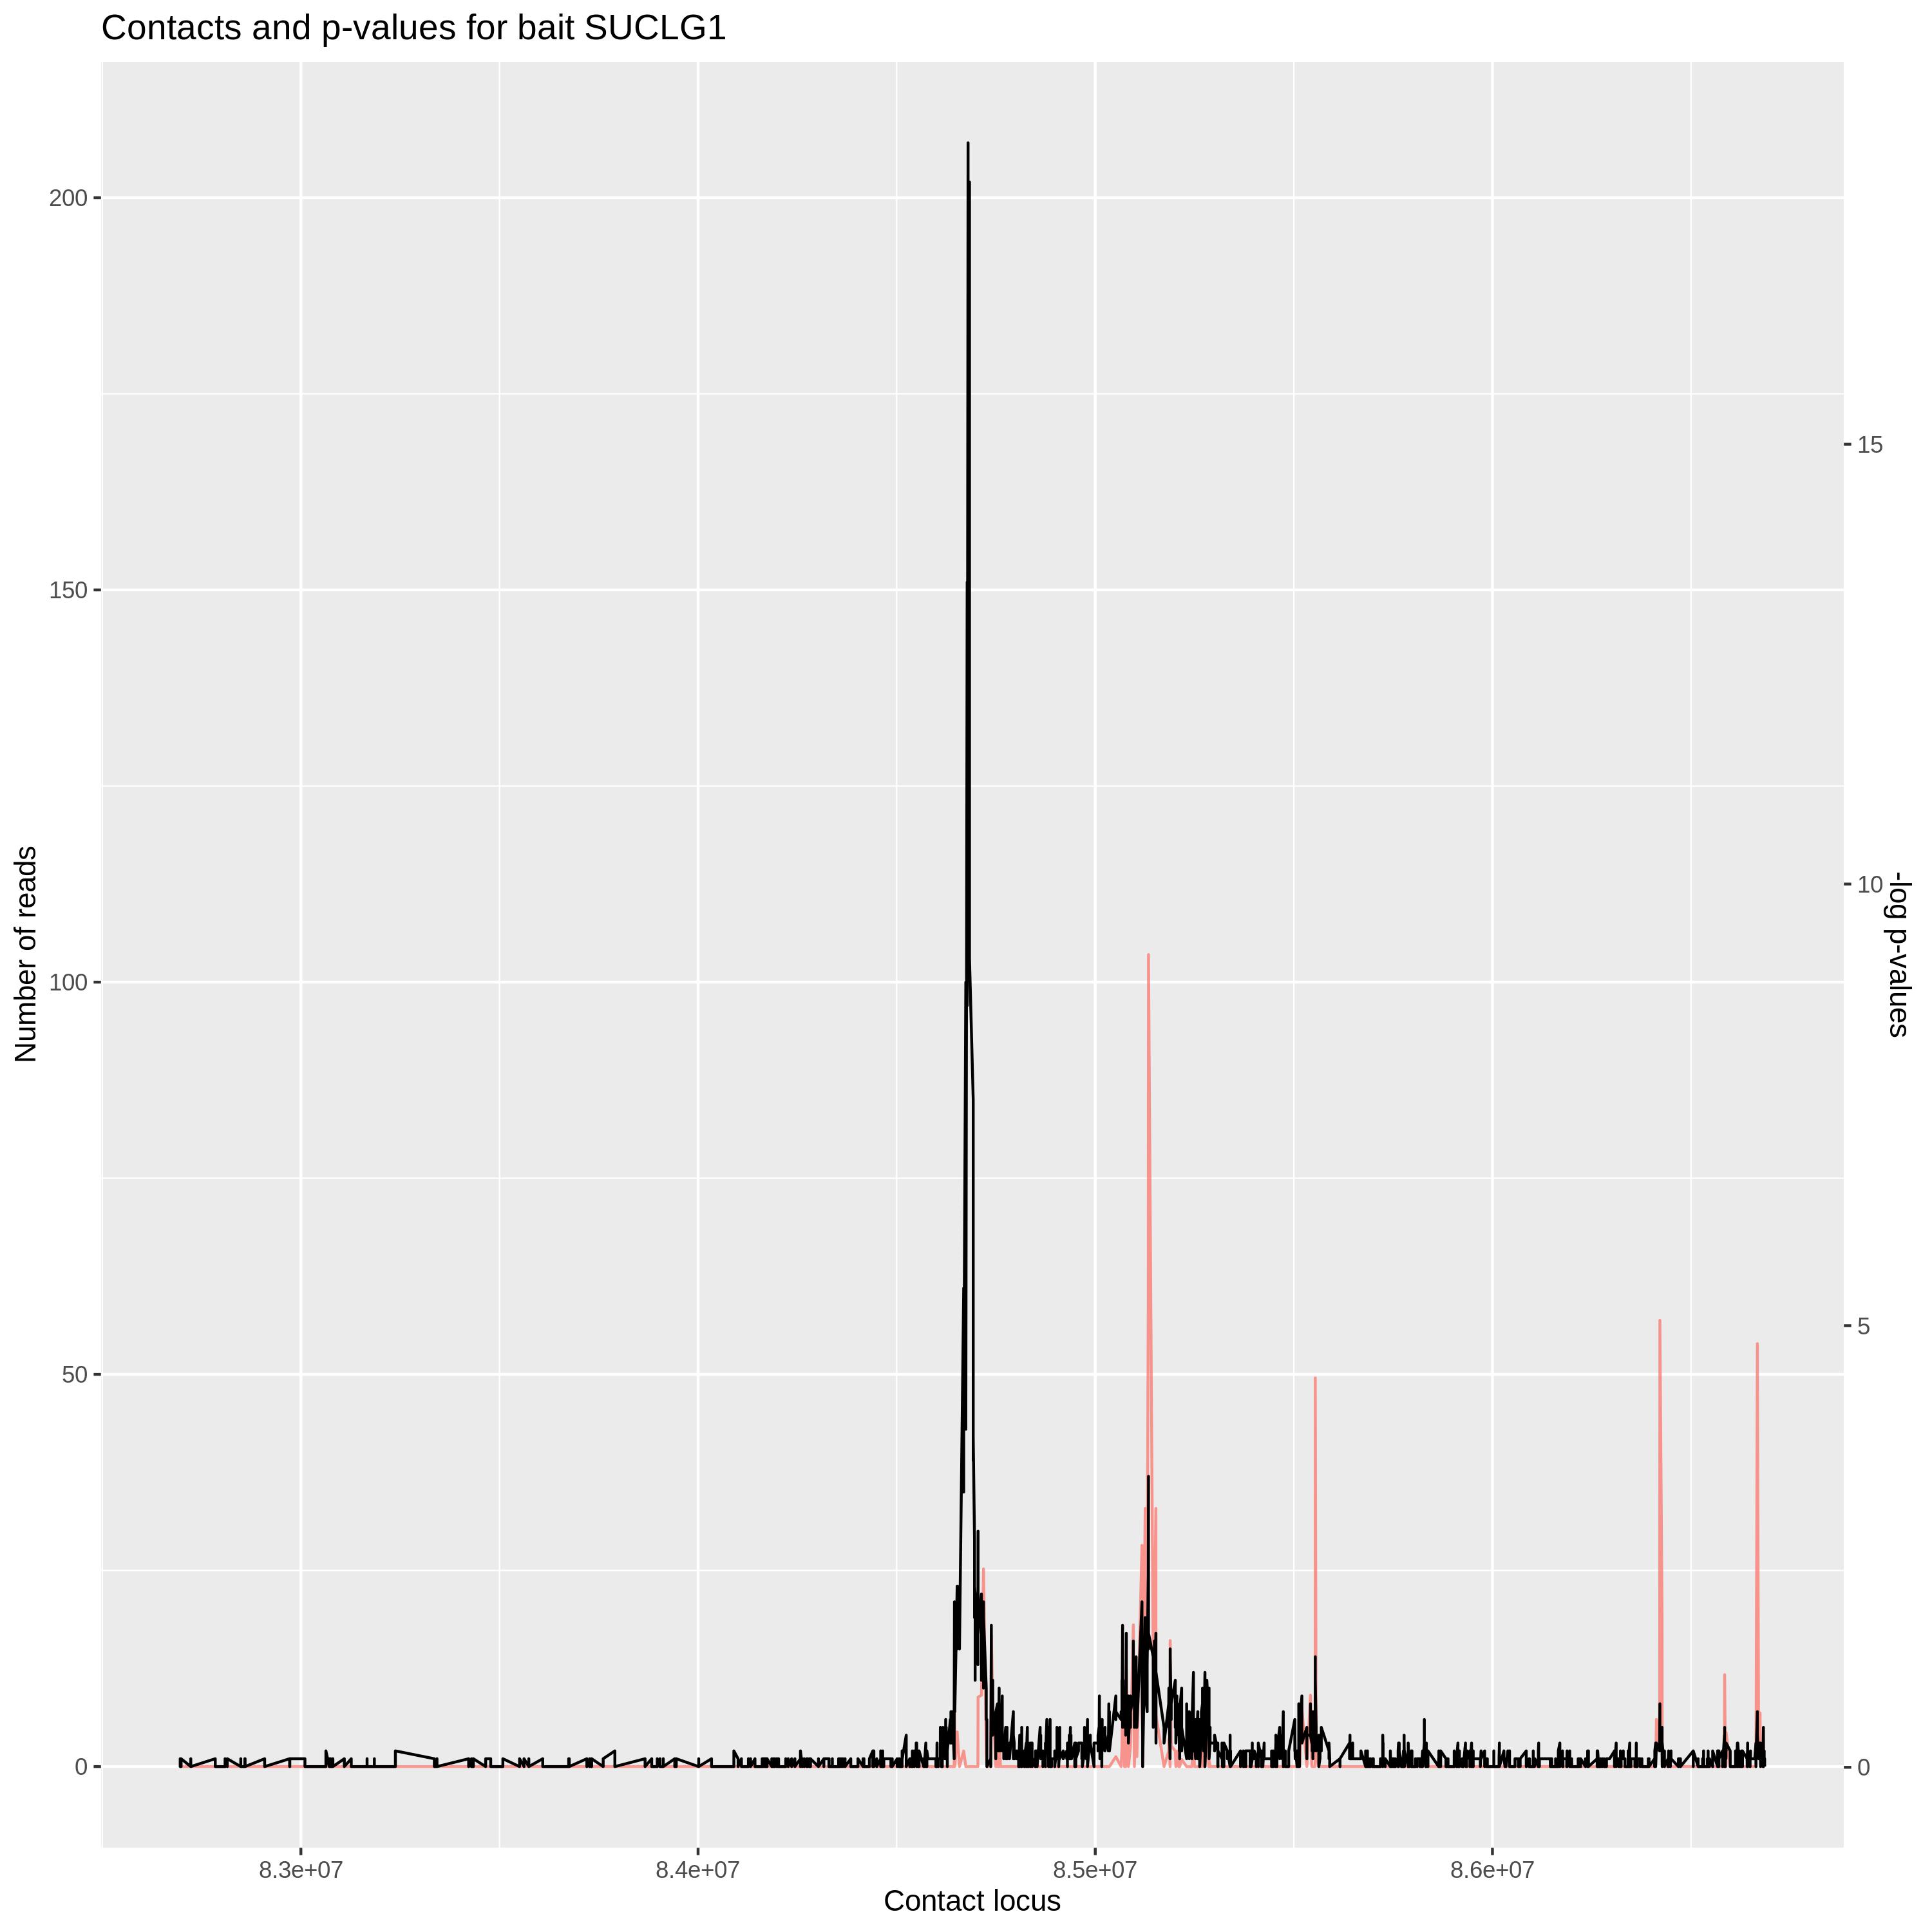 Contacts and p-values for bait SUCLG1
200
150
100
50
0
Number of reads
15
10
5
0
-log p-values
8.3e+07
8.4e+07
8.5e+07
8.6e+07
Contact locus